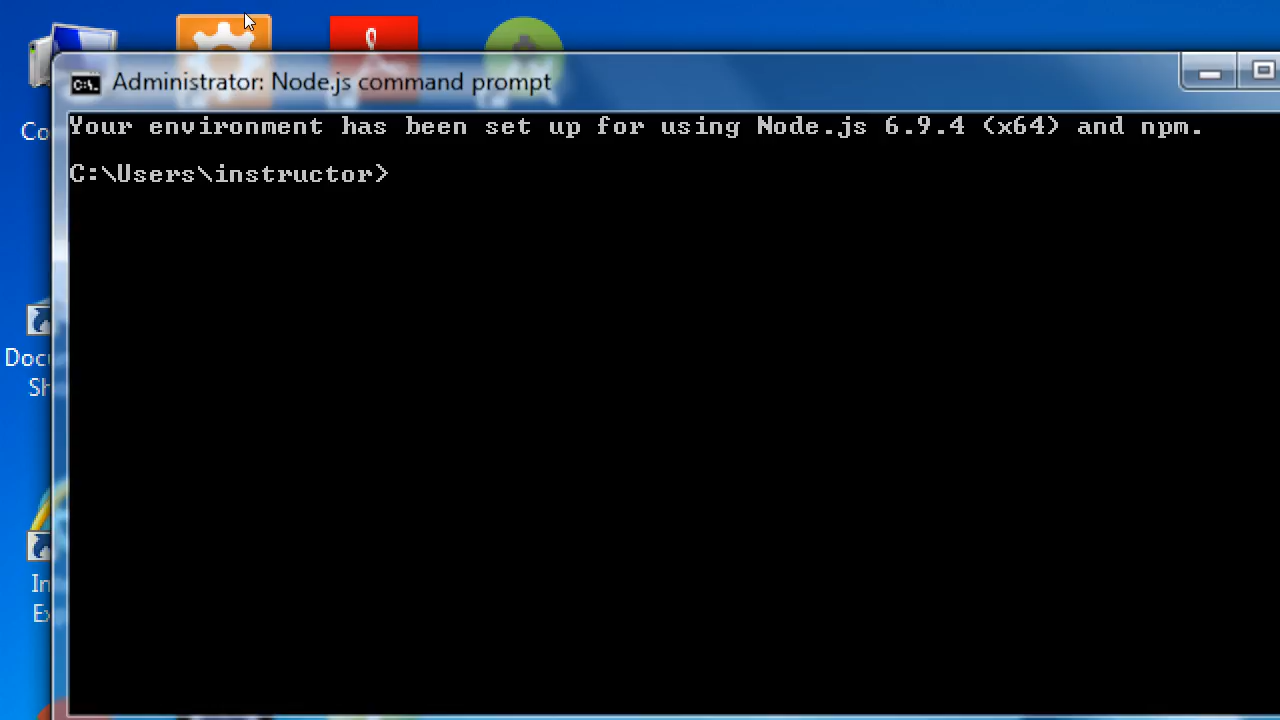 Administrator: Node.js command prompt
Your environment has been set up for using Node.js 6.9.4 (x64) and npm.
C:\Users\instructor>